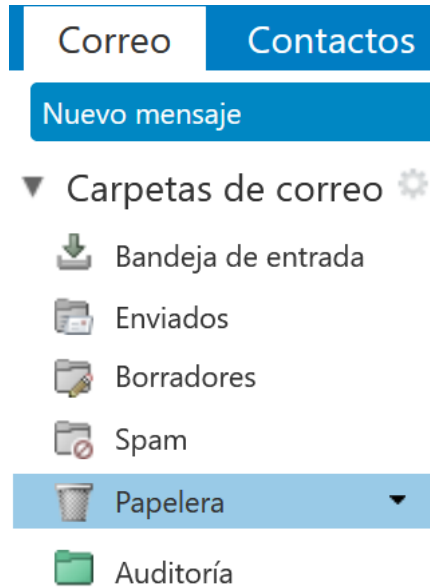 Correo Contactos
Nuevo mensaje
Carpetas de correo
Bandeja de entrada
Enviados
Borradores
Spam
Papelera
Auditoría